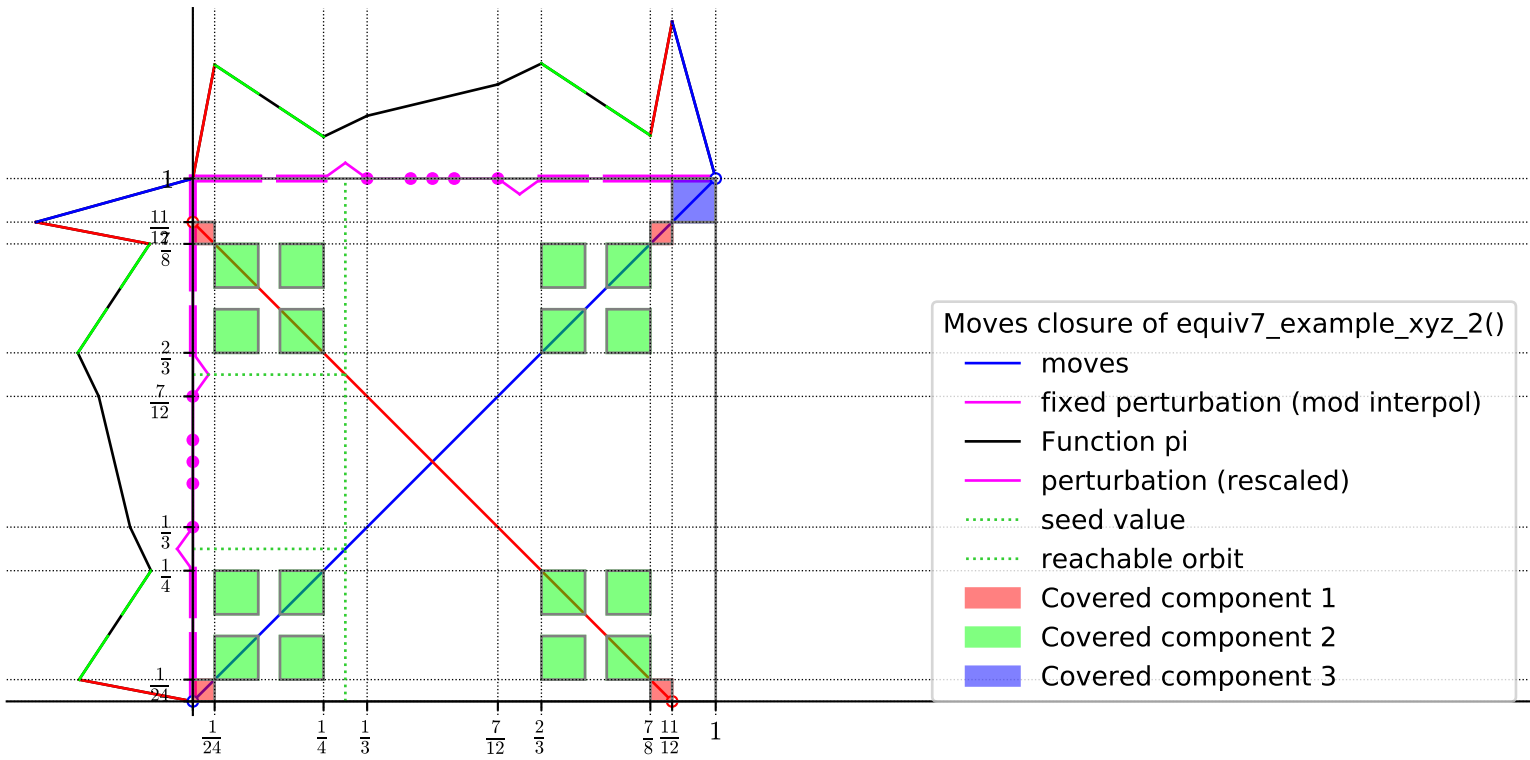 1
11/12
7/8
2/3
7/12
1/3
1/4
1/24
1/24 1/4 1/3 7/12 2/3 7/8 11/12 1
Moves closure of equiv7_example_xyz_2()
moves
fixed perturbation (mod interpol)
Function pi
perturbation (rescaled)
seed value
reachable orbit
Covered component 1
Covered component 2
Covered component 3